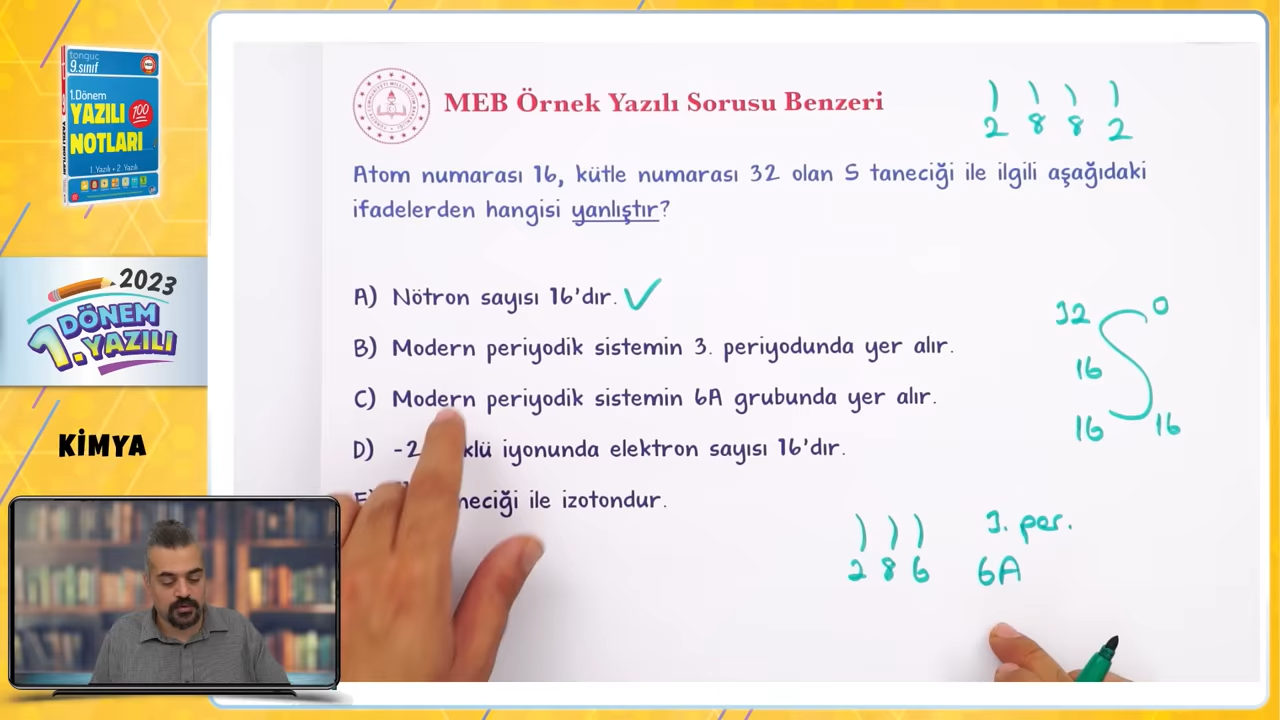 tonguç
9.sınıf
1.Dönem
YAZILI
100
NOTLARI
1.Yazılı • 2.Yazılı
2023
1.DÖNEM
YAZILI
KİMYA
MEB Örnek Yazılı Sorusu Benzeri
2 8 8 2
Atom numarası 16, kütle numarası 32 olan S taneciği ile ilgili aşağıdaki
ifadelerden hangisi yanlıştır?
A) Nötron sayısı 16'dır.
B) Modern periyodik sistemin 3. periyodunda yer alır.
C) Modern periyodik sistemin 6A grubunda yer alır.
D) -2 iyonunda elektron sayısı 16'dır.
ile izotondur.
32 S 0
16
16 16
2 8 6
3. per.
6A